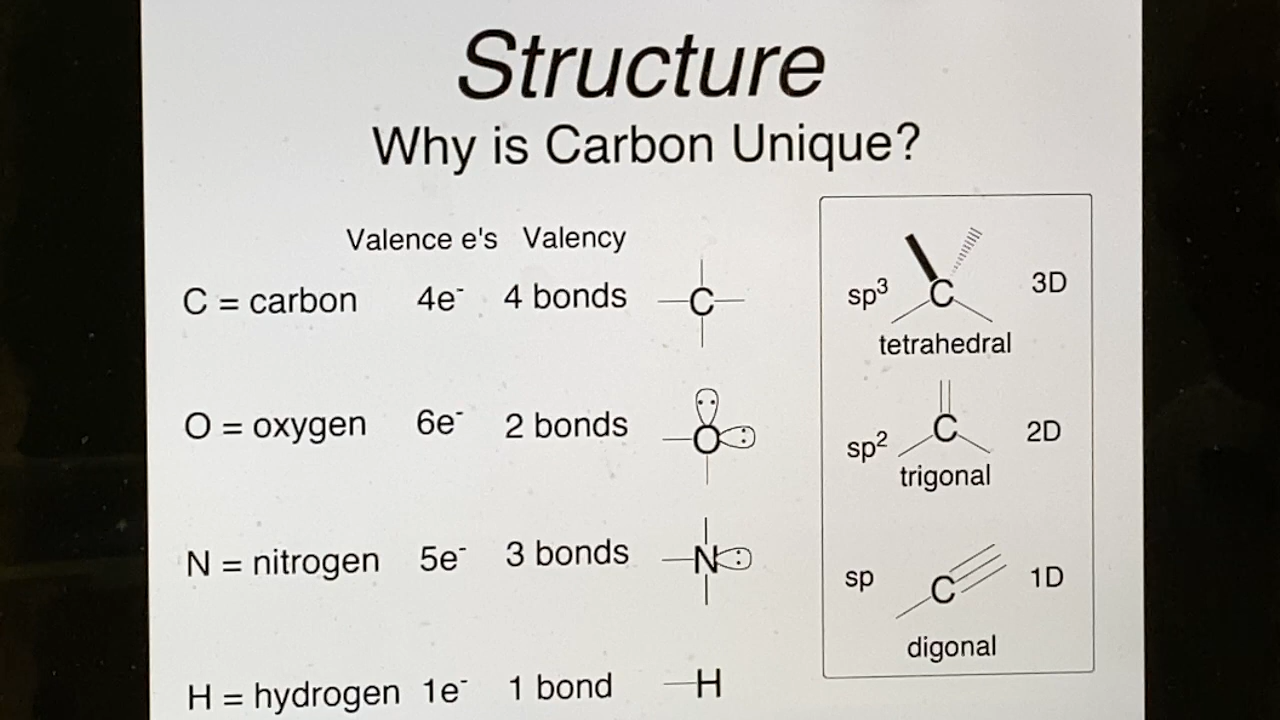 Structure
Why is Carbon Unique?
Valence e's Valency
C = carbon 4e⁻ 4 bonds C
O = oxygen 6e⁻ 2 bonds O
N = nitrogen 5e⁻ 3 bonds N
H = hydrogen 1e⁻ 1 bond H
sp³ C 3D
tetrahedral
sp² C 2D
trigonal
sp C 1D
digonal